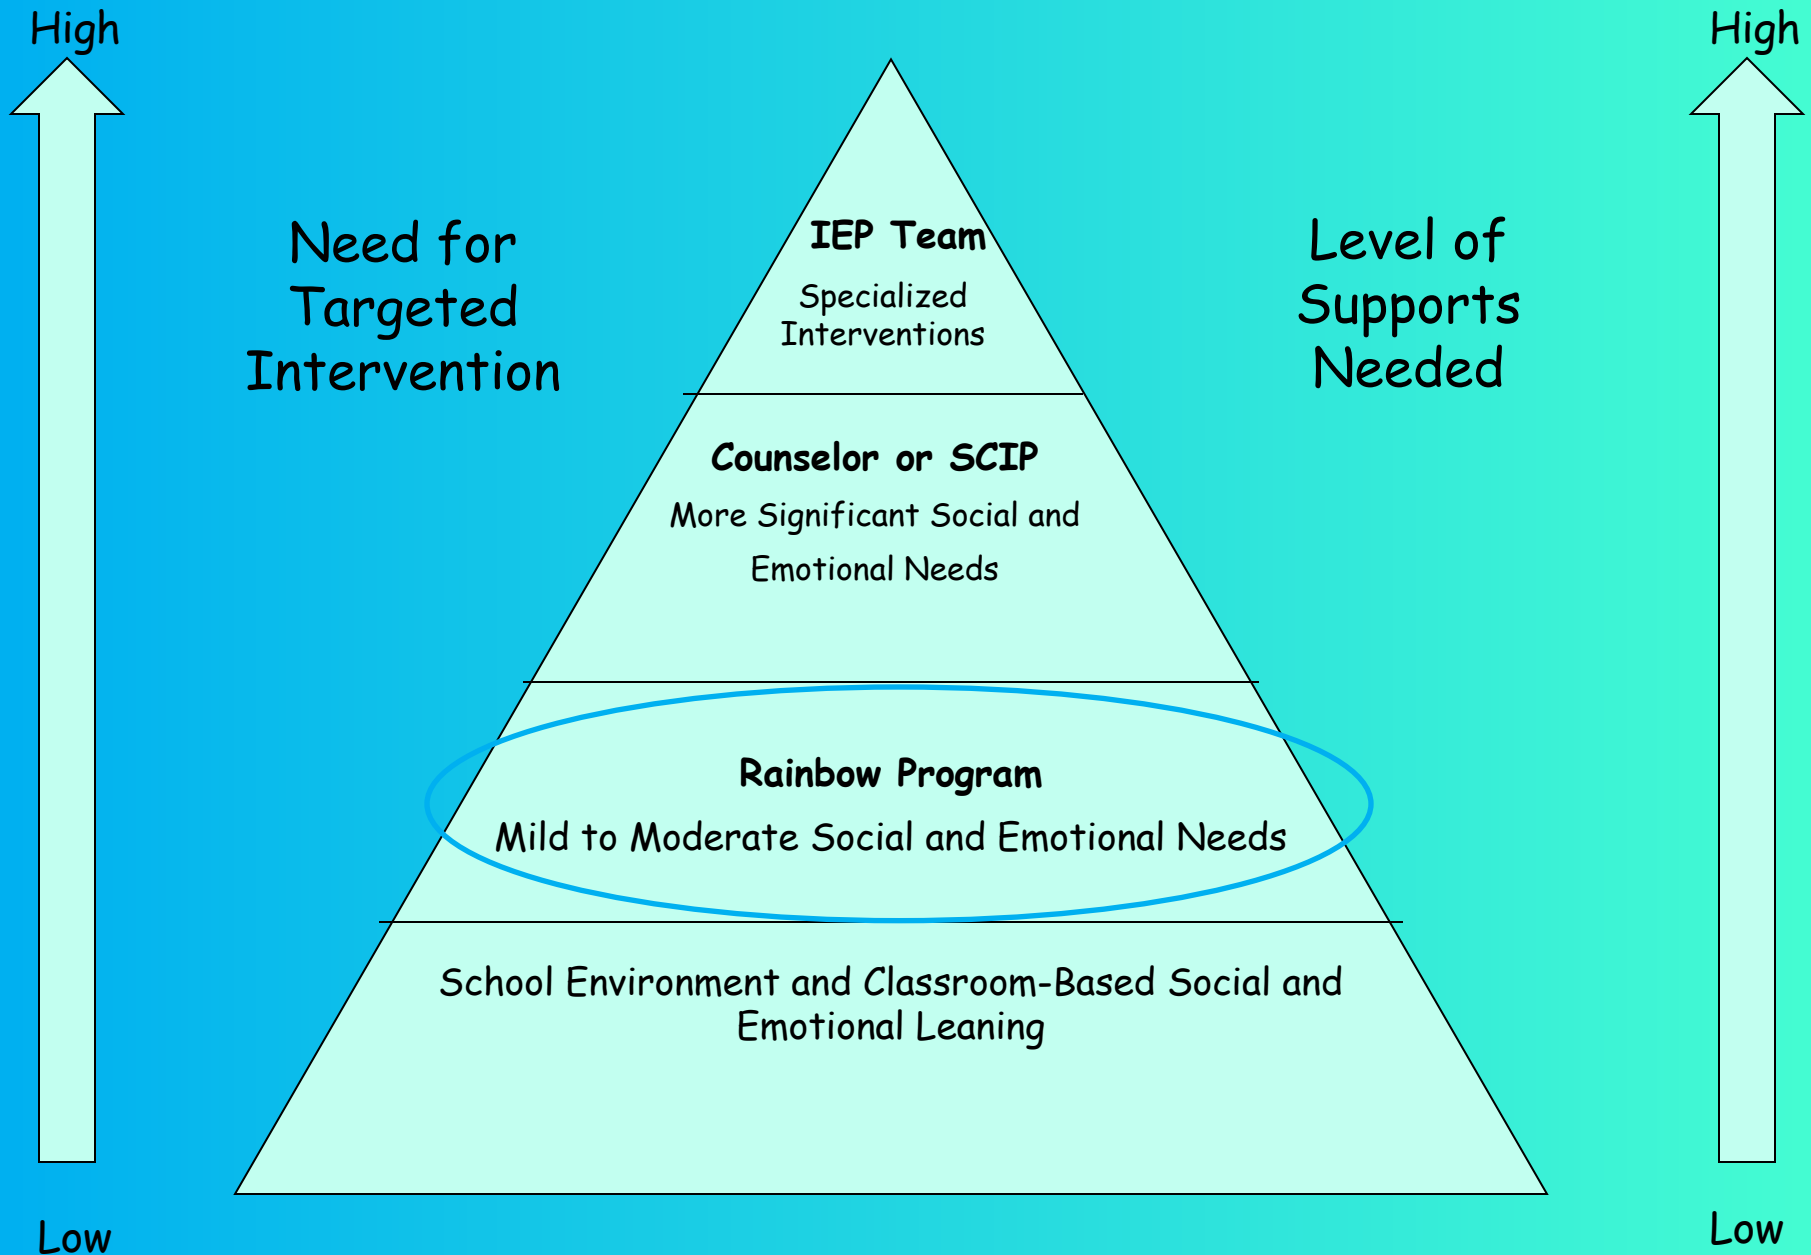 High
High
Need for
Targeted
Intervention
Level of
Supports
Needed
IEP Team
Specialized
Interventions
Counselor or SCIP
More Significant Social and
Emotional Needs
Rainbow Program
Mild to Moderate Social and Emotional Needs
School Environment and Classroom-Based Social and
Emotional Leaning
Low
Low